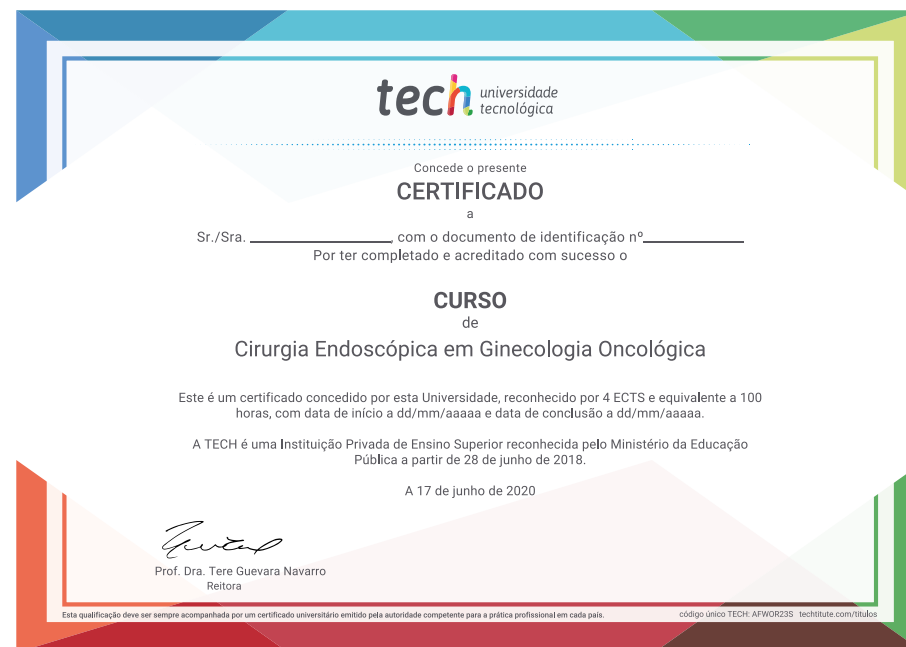 tech universidade
tecnológica
Concede o presente
CERTIFICADO
a
Sr./Sra. ____________________, com o documento de identificação nº______________
Por ter completado e acreditado com sucesso o
CURSO
de
Cirurgia Endoscópica em Ginecologia Oncológica
Este é um certificado concedido por esta Universidade, reconhecido por 4 ECTS e equivalente a 100
horas, com data de início a dd/mm/aaaaa e data de conclusão a dd/mm/aaaaa.
A TECH é uma Instituição Privada de Ensino Superior reconhecida pelo Ministério da Educação
Pública a partir de 28 de junho de 2018.
A 17 de junho de 2020
Prof. Dra. Tere Guevara Navarro
Reitora
Esta qualificação deve ser sempre acompanhada por um certificado universitário emitido pela autoridade competente para a prática profissional em cada país.
código único TECH: AFWOR23S techtitute.com/titulos